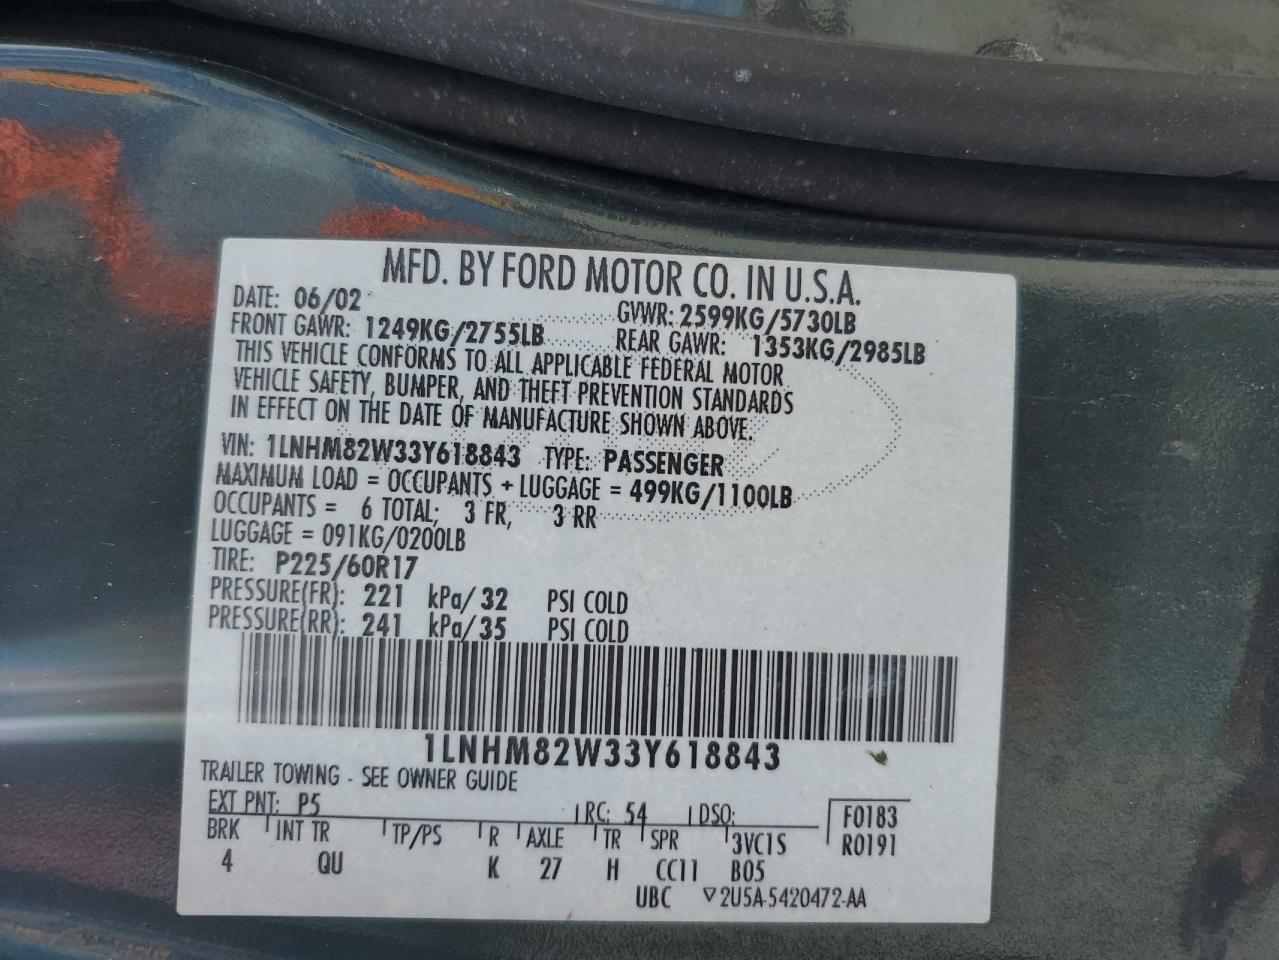 MFD. BY FORD MOTOR CO. IN U.S.A.
DATE: 06/02 GVWR: 2599KG/5730LB
FRONT GAWR: 1249KG/2755LB REAR GAWR: 1353KG/2985LB
THIS VEHICLE CONFORMS TO ALL APPLICABLE FEDERAL MOTOR
VEHICLE SAFETY, BUMPER, AND THEFT PREVENTION STANDARDS
IN EFFECT ON THE DATE OF MANUFACTURE SHOWN ABOVE.
VIN: 1LNHM82W33Y618843 TYPE: PASSENGER
MAXIMUM LOAD = OCCUPANTS + LUGGAGE = 499KG/1100LB
OCCUPANTS = 6 TOTAL; 3 FR, 3 RR
LUGGAGE = 091KG/0200LB
TIRE: P225/60R17
PRESSURE(FR): 221 kPa/32 PSI COLD
PRESSURE(RR): 241 kPa/35 PSI COLD
1LNHM82W33Y618843
TRAILER TOWING - SEE OWNER GUIDE
EXT PNT: P5 RC: 54 DSO: F0183
BRK INT TR TP/PS R AXLE TR SPR 3VC1S R0191
4 QU K 27 H CC11 B05
UBC ▽2U5A-5420472-AA